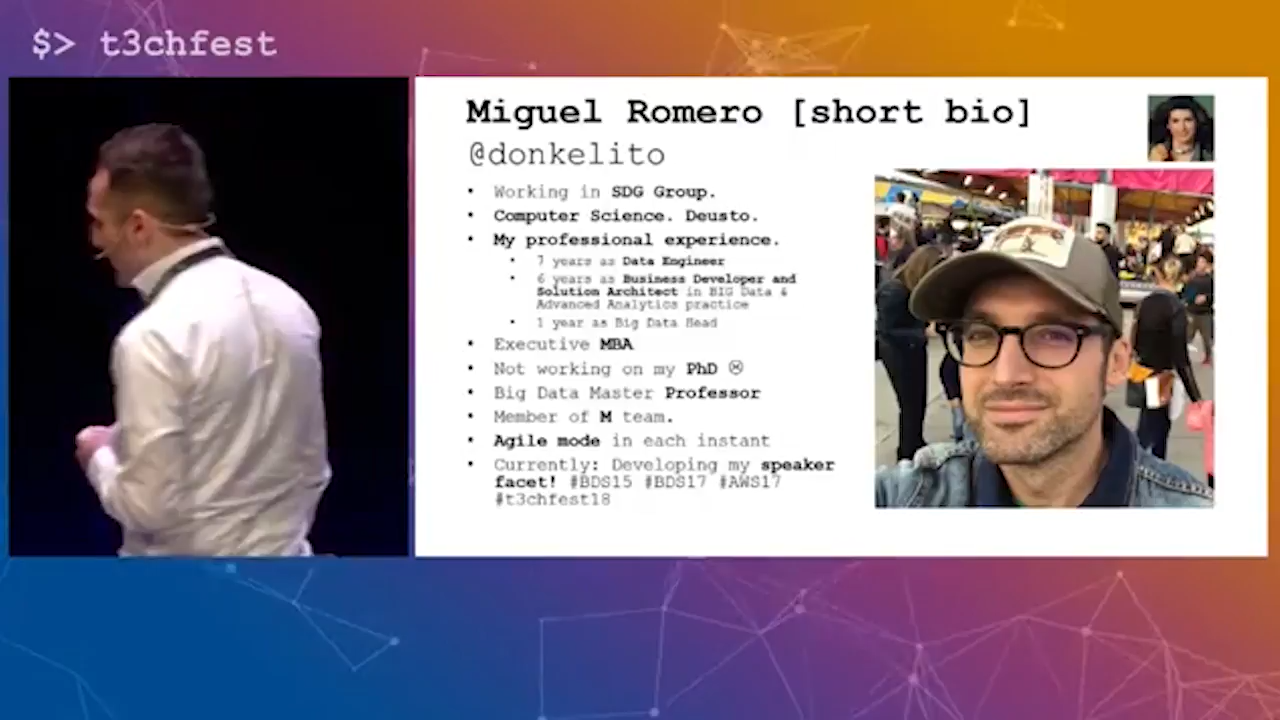 $> t3chfest
Miguel Romero [short bio]
@donkelito
• Working in SDG Group.
• Computer Science. Deusto.
• My professional experience.
• 7 years as Data Engineer
• 6 years as Business Developer and
Solution Architect in BIG Data &
Advanced Analytics practice
• 1 year as Big Data Head
• Executive MBA
• Not working on my PhD ☹
• Big Data Master Professor
• Member of M team.
• Agile mode in each instant
• Currently: Developing my speaker
facet! #BDS15 #BDS17 #AWS17
#t3chfest18